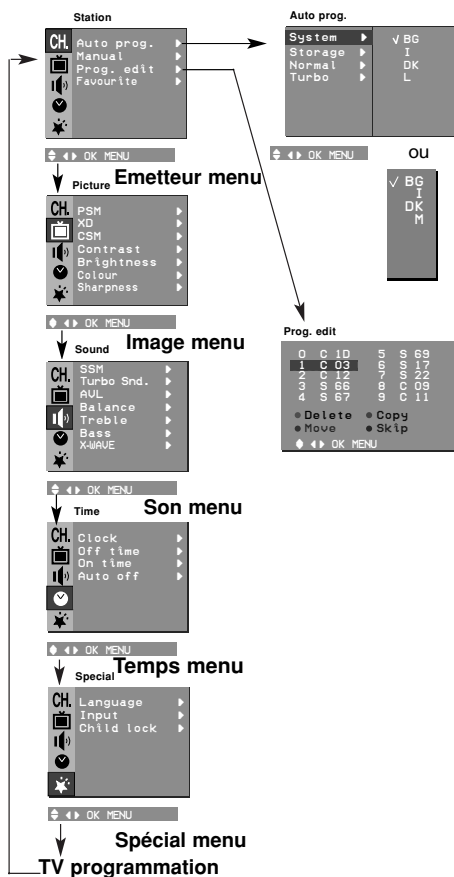 Station
CH.
Auto prog.
Manual
Prog. edit
Favourite
OK MENU
Emetteur menu
Auto prog.
System
Storage
Normal
Turbo
√ BG
I
DK
L
OK MENU
ou
√ BG
I
DK
M
Picture
CH.
PSM
XD
CSM
Contrast
Brightness
Colour
Sharpness
OK MENU
Image menu
Prog. edit
0 C 10 5 S 69
1 C 03 6 S 17
2 C 12 7 S 22
3 S 66 8 C 09
4 S 67 9 C 11
Delete Copy
Move Skip
OK MENU
Sound
CH.
SSM
Turbo Snd.
AVL
Balance
Treble
Bass
X-WAVE
OK MENU
Son menu
Time
CH.
Clock
Off time
On time
Auto off
OK MENU
Temps menu
Special
CH.
Language
Input
Child lock
OK MENU
Spécial menu
TV programmation